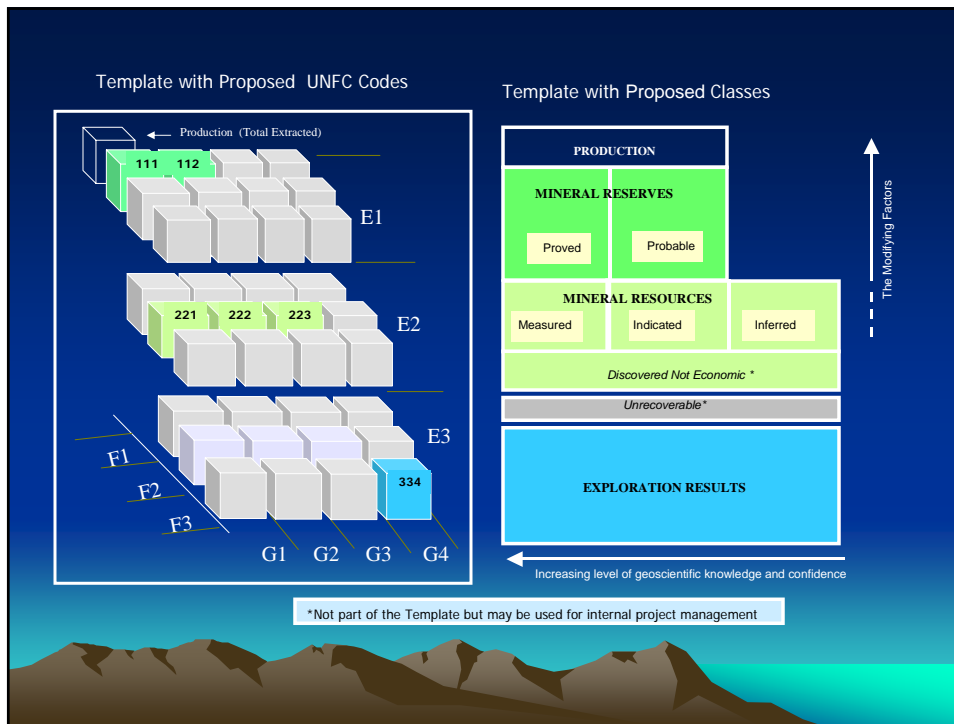 Template with Proposed UNFC Codes
Production (Total Extracted)
111 112
E1
221 222 223
E2
E3
F1
F2
334
F3
G1 G2 G3 G4
Template with Proposed Classes
PRODUCTION
MINERAL RESERVES
Proved Probable
MINERAL RESOURCES
Measured Indicated Inferred
Discovered Not Economic *
Unrecoverable*
EXPLORATION RESULTS
The Modifying Factors
Increasing level of geoscientific knowledge and confidence
*Not part of the Template but may be used for internal project management